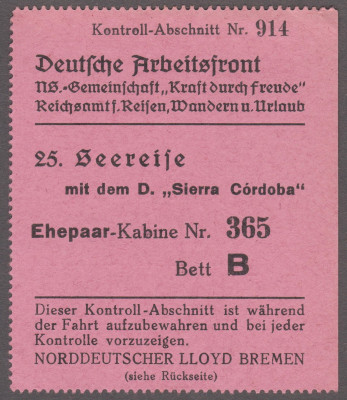 Kontroll-Abschnitt Nr. 914
Deutsche Arbeitsfront
NS.-Gemeinschaft „Kraft durch Freude"
Reichsamt f. Reisen, Wandern u. Urlaub
25. Seereise
mit dem D. „Sierra Córdoba"
Ehepaar-Kabine Nr. 365
Bett B
Dieser Kontroll-Abschnitt ist während
der Fahrt aufzubewahren und bei jeder
Kontrolle vorzuzeigen.
NORDDEUTSCHER LLOYD BREMEN
(siehe Rückseite)